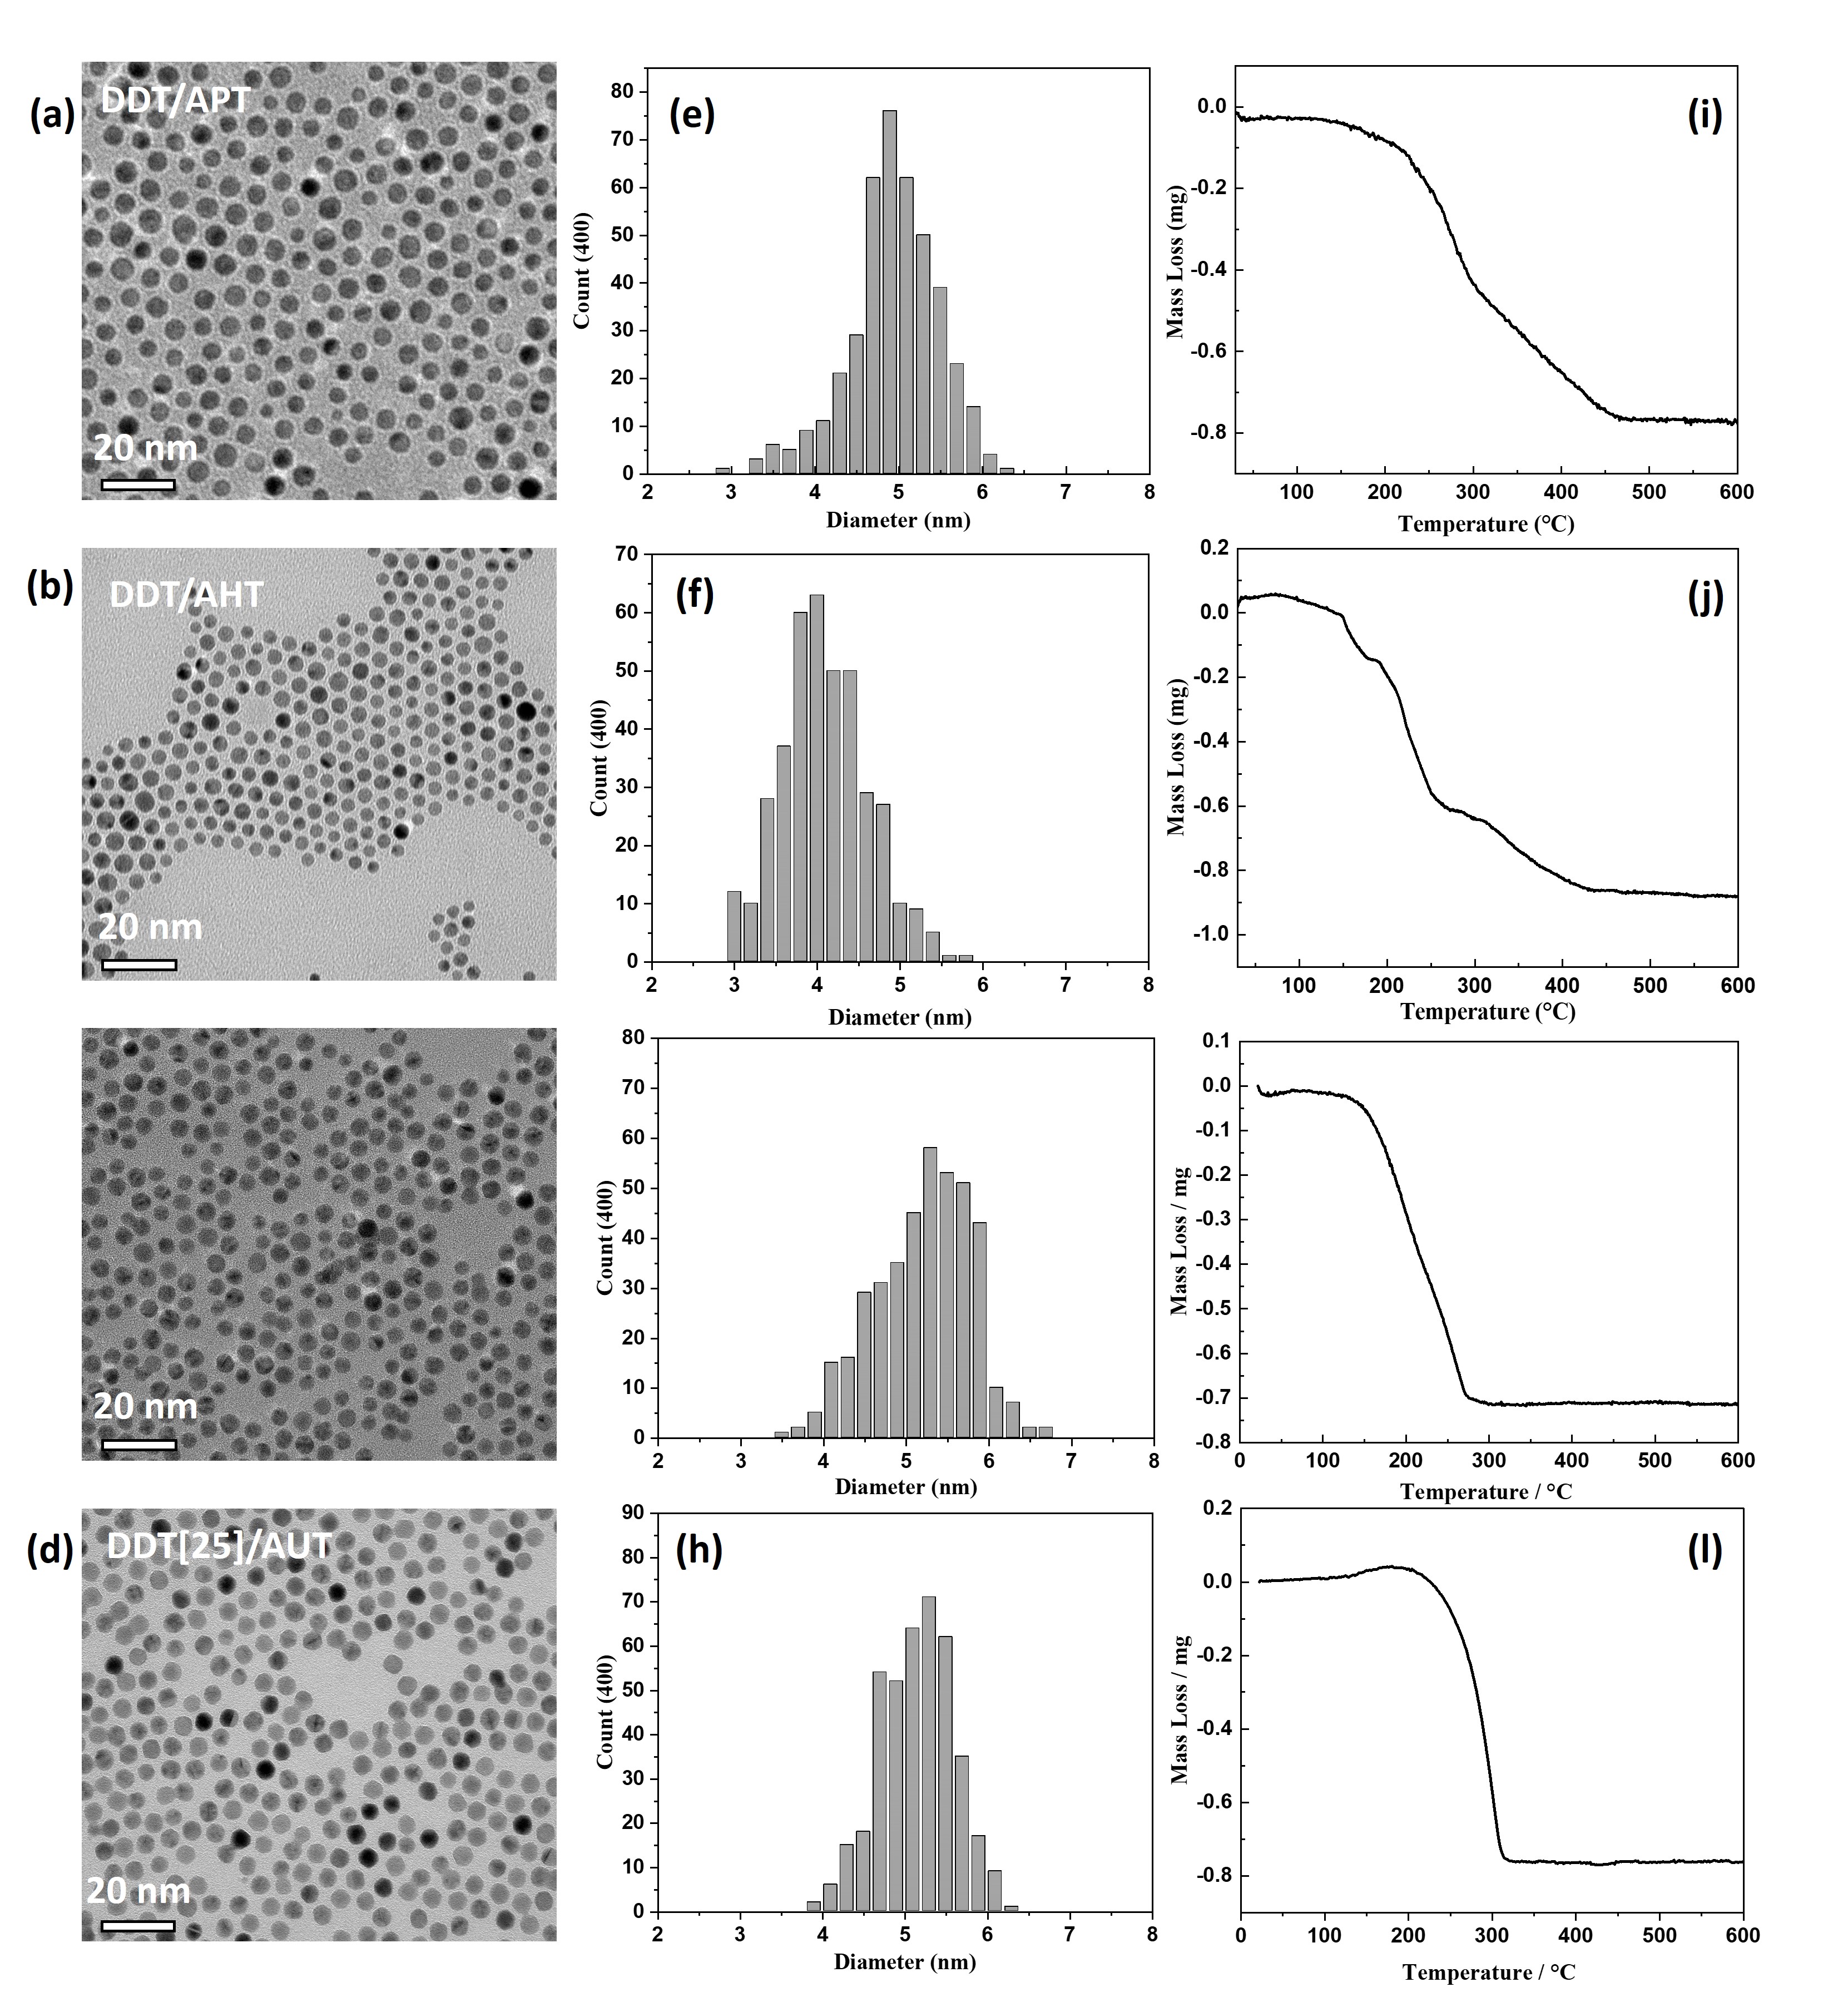 (a)
DDT/APT
20 nm
(e)
80
70
60
50
40
30
20
10
0
Count (400)
2 3 4 5 6 7 8
Diameter (nm)
(i)
0.0
-0.2
-0.4
-0.6
-0.8
Mass Loss (mg)
100 200 300 400 500 600
Temperature (°C)
(b)
DDT/AHT
20 nm
(f)
70
60
50
40
30
20
10
0
Count (400)
2 3 4 5 6 7 8
Diameter (nm)
(j)
0.2
0.0
-0.2
-0.4
-0.6
-0.8
-1.0
Mass Loss (mg)
100 200 300 400 500 600
Temperature (°C)
20 nm
80
70
60
50
40
30
20
10
0
Count (400)
2 3 4 5 6 7 8
Diameter (nm)
0.1
0.0
-0.1
-0.2
-0.3
-0.4
-0.5
-0.6
-0.7
-0.8
Mass Loss / mg
0 100 200 300 400 500 600
Temperature / °C
(d)
DDT[25]/AUT
20 nm
(h)
90
80
70
60
50
40
30
20
10
0
Count (400)
2 3 4 5 6 7 8
Diameter (nm)
(l)
0.2
0.0
-0.2
-0.4
-0.6
-0.8
Mass Loss / mg
0 100 200 300 400 500 600
Temperature / °C